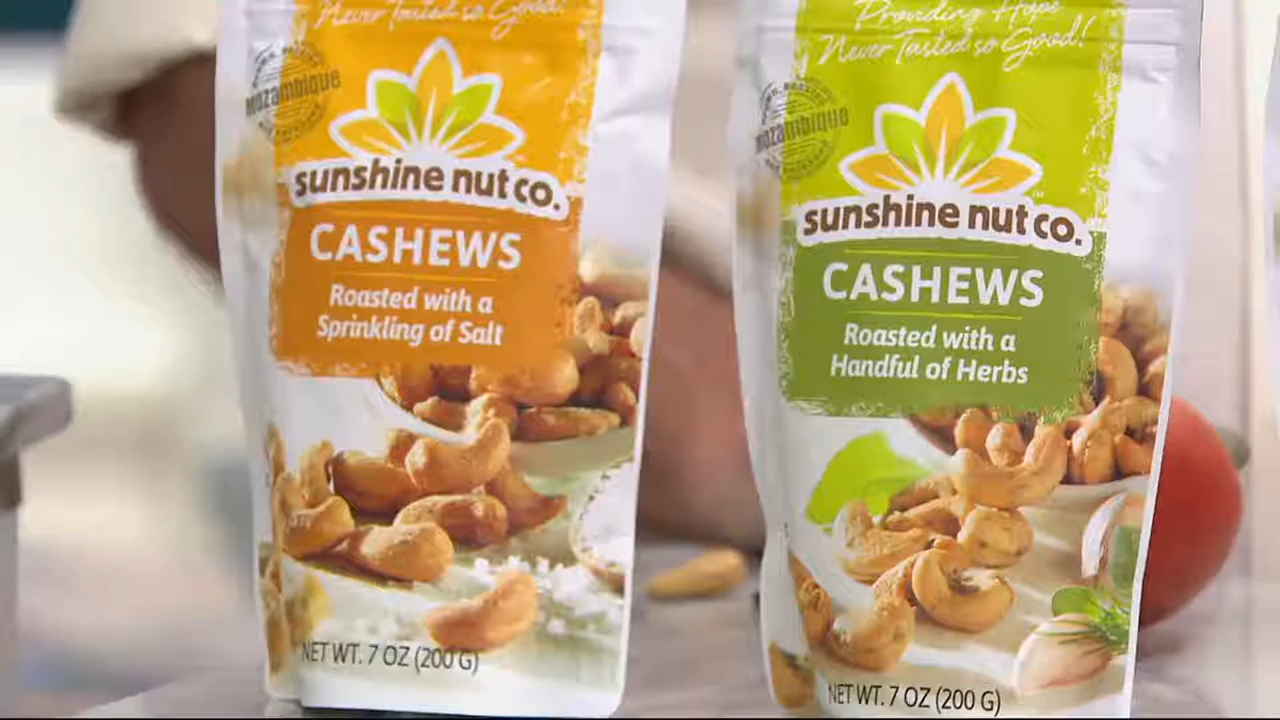 Never Tasted so Good!
Mozambique
sunshine nut co.
CASHEWS
Roasted with a
Sprinkling of Salt
NET WT. 7 OZ (200 G)
Providing Hope
Never Tasted so Good!
Mozambique
sunshine nut co.
CASHEWS
Roasted with a
Handful of Herbs
NET WT. 7 OZ (200 G)